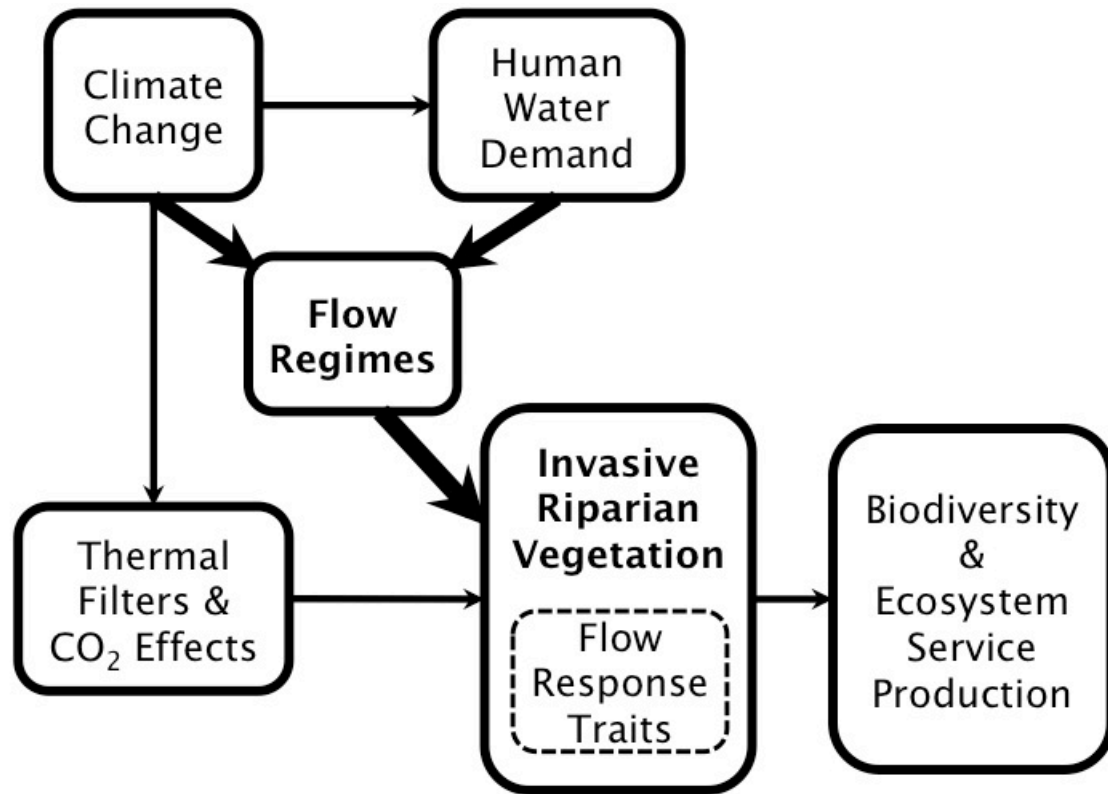 Climate
Change
Human
Water
Demand
Flow
Regimes
Thermal
Filters &
CO₂ Effects
Invasive
Riparian
Vegetation
Flow
Response
Traits
Biodiversity
&
Ecosystem
Service
Production